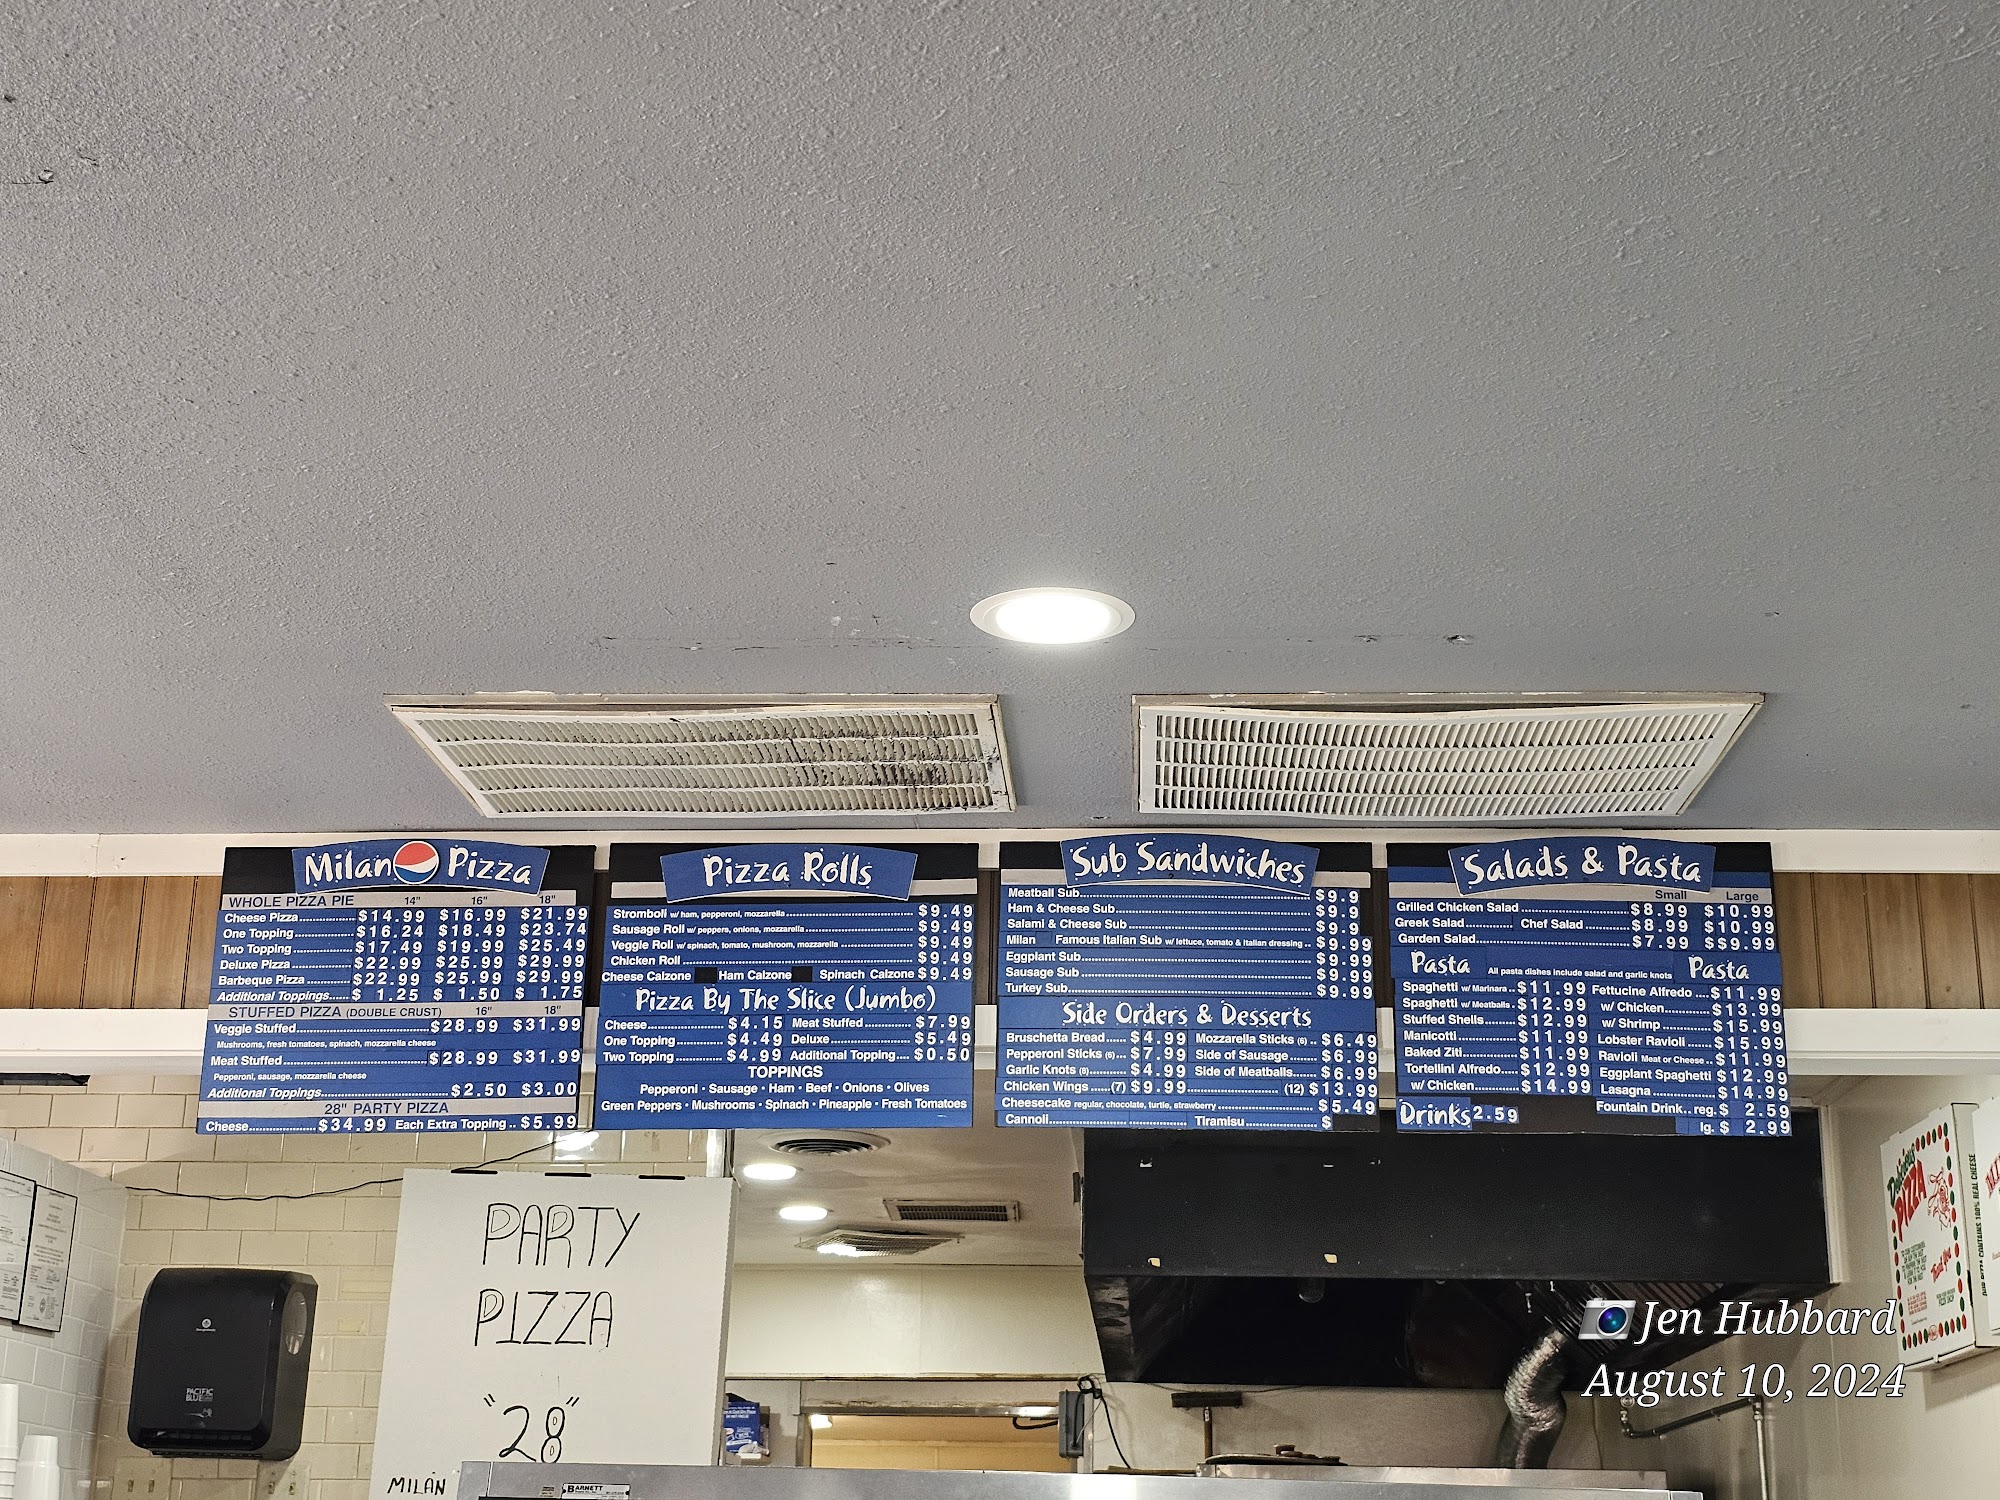 Milan Pizza
WHOLE PIZZA PIE 14" 16" 18"
Cheese Pizza $14.99 $16.99 $21.99
One Topping $16.24 $18.49 $23.74
Two Topping $17.49 $19.99 $25.49
Deluxe Pizza $22.99 $25.99 $29.99
Barbeque Pizza $22.99 $25.99 $29.99
Additional Toppings $ 1.25 $ 1.50 $ 1.75
STUFFED PIZZA (DOUBLE CRUST) 16" 18"
Veggie Stuffed $28.99 $31.99
Mushrooms, fresh tomatoes, spinach, mozzarella cheese
Meat Stuffed $28.99 $31.99
Pepperoni, sausage, mozzarella cheese
Additional Toppings $2.50 $3.00
28" PARTY PIZZA
Cheese $34.99 Each Extra Topping .. $5.99
Pizza Rolls
Stromboli w/ ham, pepperoni, mozzarella $9.49
Sausage Roll w/ peppers, onions, mozzarella $9.49
Veggie Roll w/ spinach, tomato, mushroom, mozzarella $9.49
Chicken Roll $9.49
Cheese Calzone Ham Calzone Spinach Calzone $9.49
Pizza By The Slice (Jumbo)
Cheese $4.15 Meat Stuffed $7.99
One Topping $4.49 Deluxe $5.49
Two Topping $4.99 Additional Topping $0.50
TOPPINGS
Pepperoni • Sausage • Ham • Beef • Onions • Olives
Green Peppers • Mushrooms • Spinach • Pineapple • Fresh Tomatoes
Sub Sandwiches
Meatball Sub $9.9
Ham & Cheese Sub $9.9
Salami & Cheese Sub $9.9
Milan Famous Italian Sub w/ lettuce, tomato & italian dressing .. $9.99
Eggplant Sub $9.99
Sausage Sub $9.99
Turkey Sub $9.99
Side Orders & Desserts
Bruschetta Bread $4.99 Mozzarella Sticks (6) .. $6.49
Pepperoni Sticks (6) $7.99 Side of Sausage $6.99
Garlic Knots (8) $4.99 Side of Meatballs $6.99
Chicken Wings (7) $9.99 (12) $13.99
Cheesecake regular, chocolate, turtle, strawberry $5.49
Cannoli Tiramisu $
Salads & Pasta
Small Large
Grilled Chicken Salad $8.99 $10.99
Greek Salad Chef Salad $8.99 $10.99
Garden Salad $7.99 $$9.99
Pasta All pasta dishes include salad and garlic knots Pasta
Spaghetti w/ Marinara .. $11.99 Fettucine Alfredo $11.99
Spaghetti w/ Meatballs . $12.99 w/ Chicken $13.99
Stuffed Shells $12.99 w/ Shrimp $15.99
Manicotti $11.99 Lobster Ravioli $15.99
Baked Ziti $11.99 Ravioli Meat or Cheese .. $11.99
Tortellini Alfredo $12.99 Eggplant Spaghetti $12.99
w/ Chicken $14.99 Lasagna $14.99
Drinks 2.59 Fountain Drink.. reg. $ 2.59
lg. $ 2.99
PARTY
PIZZA
"28"
MILAN
BARNETT
PACIFIC
BLUE
Delicious
PIZZA
Thank You
Jen Hubbard
August 10, 2024